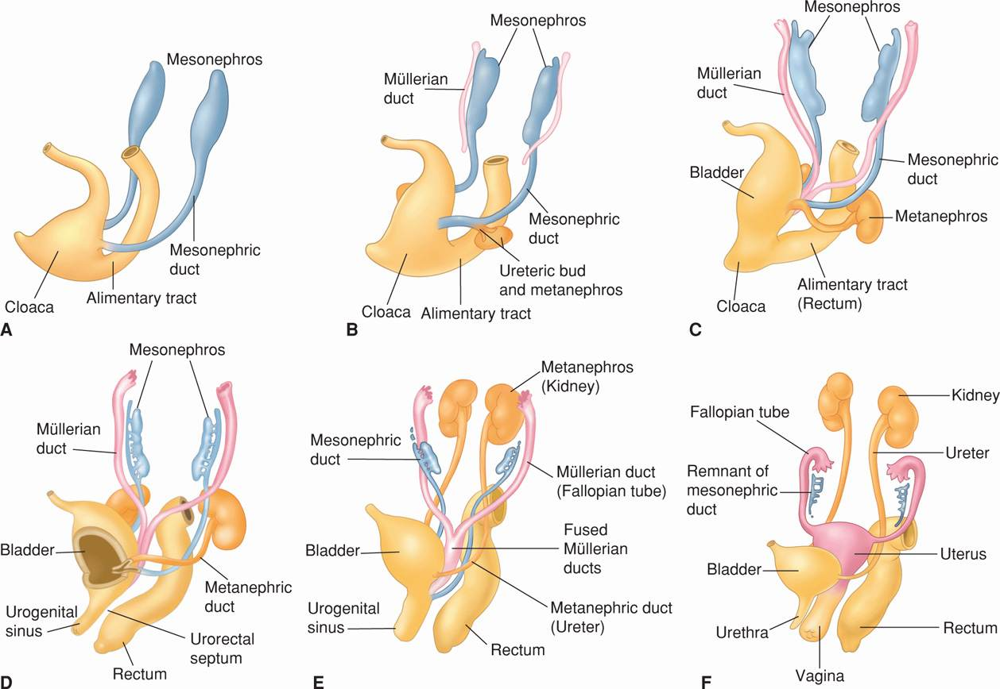 Mesonephros
Mesonephric
duct
Alimentary tract
Cloaca
A
Mesonephros
Müllerian
duct
Mesonephric
duct
Ureteric bud
and metanephros
Cloaca
Alimentary tract
B
Mesonephros
Müllerian
duct
Bladder
Mesonephric
duct
Metanephros
Alimentary tract
(Rectum)
Cloaca
C
Mesonephros
Müllerian
duct
Bladder
Metanephric
duct
Urogenital
sinus
Urorectal
septum
Rectum
D
Metanephros
(Kidney)
Mesonephric
duct
Müllerian duct
(Fallopian tube)
Fused
Müllerian
ducts
Bladder
Metanephric duct
(Ureter)
Urogenital
sinus
Rectum
E
Kidney
Fallopian tube
Ureter
Remnant of
mesonephric
duct
Uterus
Bladder
Urethra
Rectum
Vagina
F